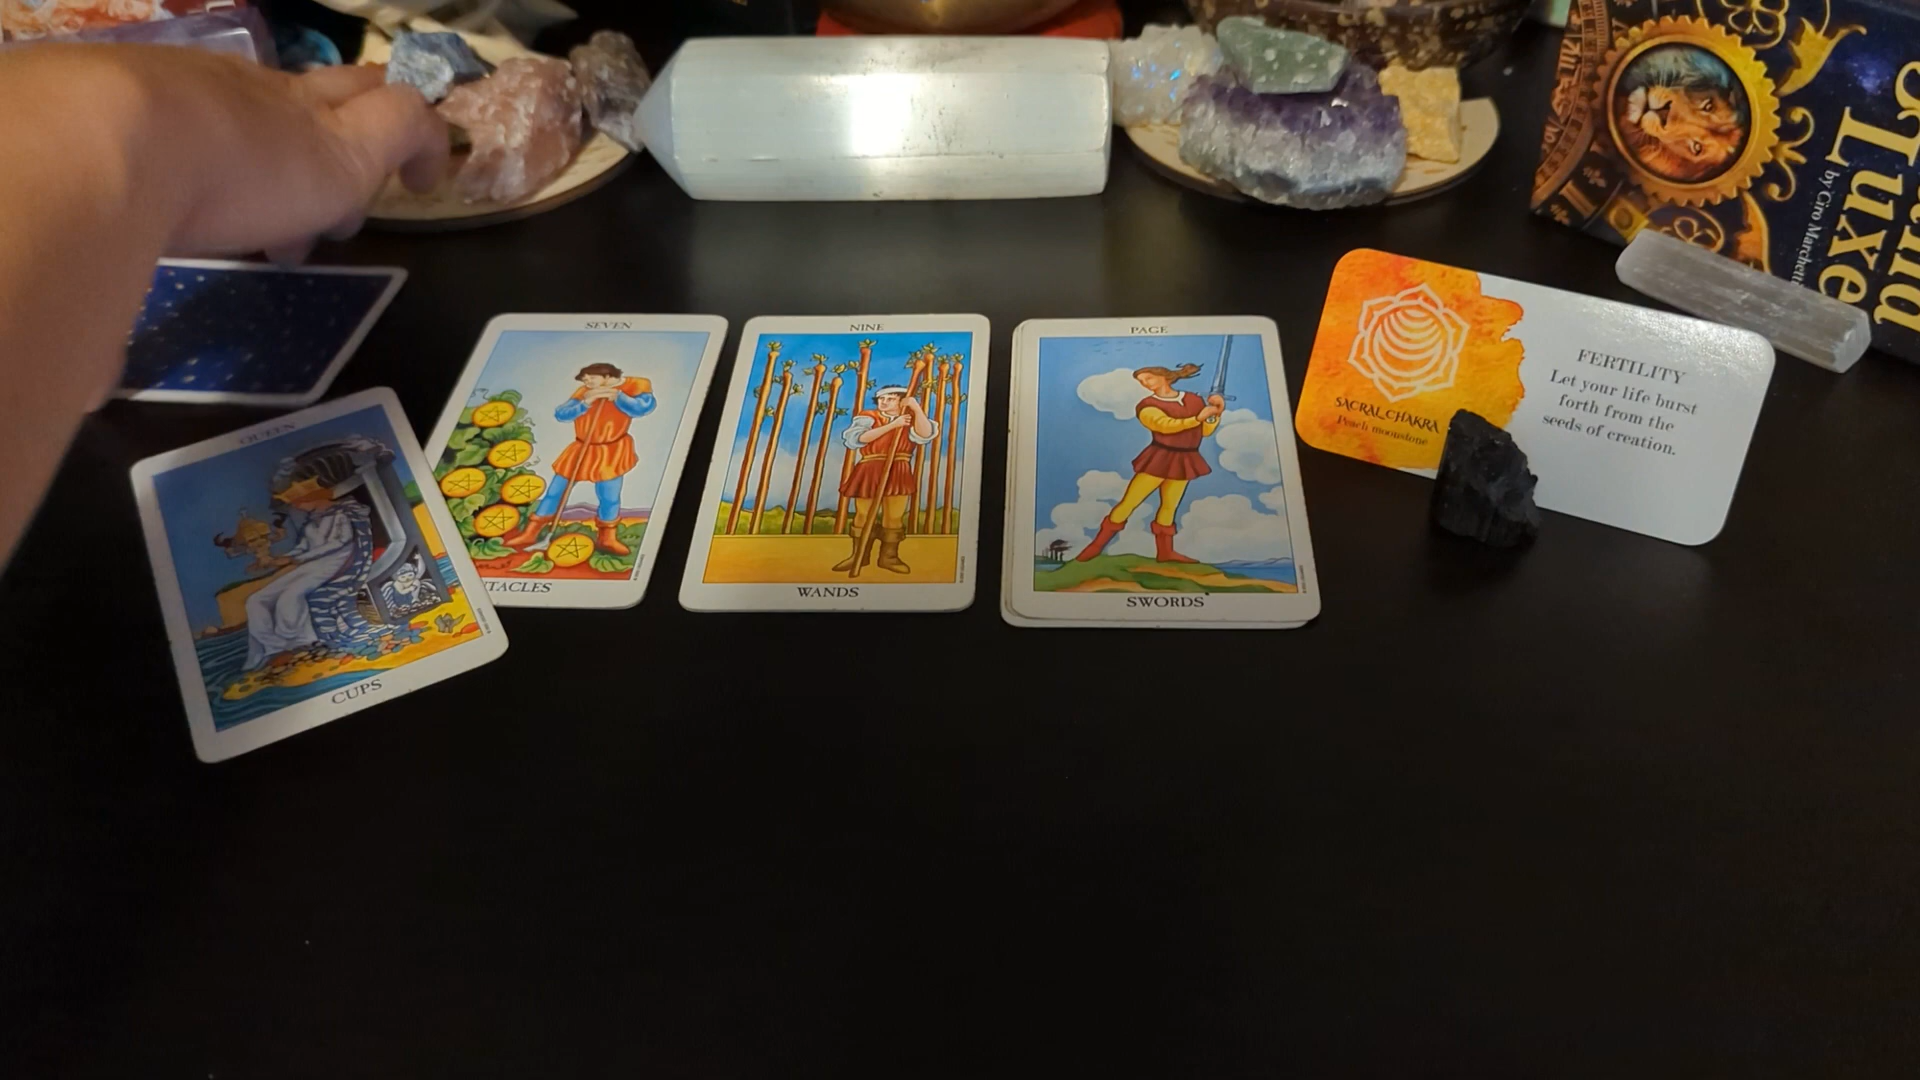 QUEEN
CUPS
SEVEN
TACLES
NINE
WANDS
PAGE
SWORDS
SACRAL CHAKRA
Peach moonstone
FERTILITY
Let your life burst
forth from the
seeds of creation.
Luxe
by Ciro Marchetti